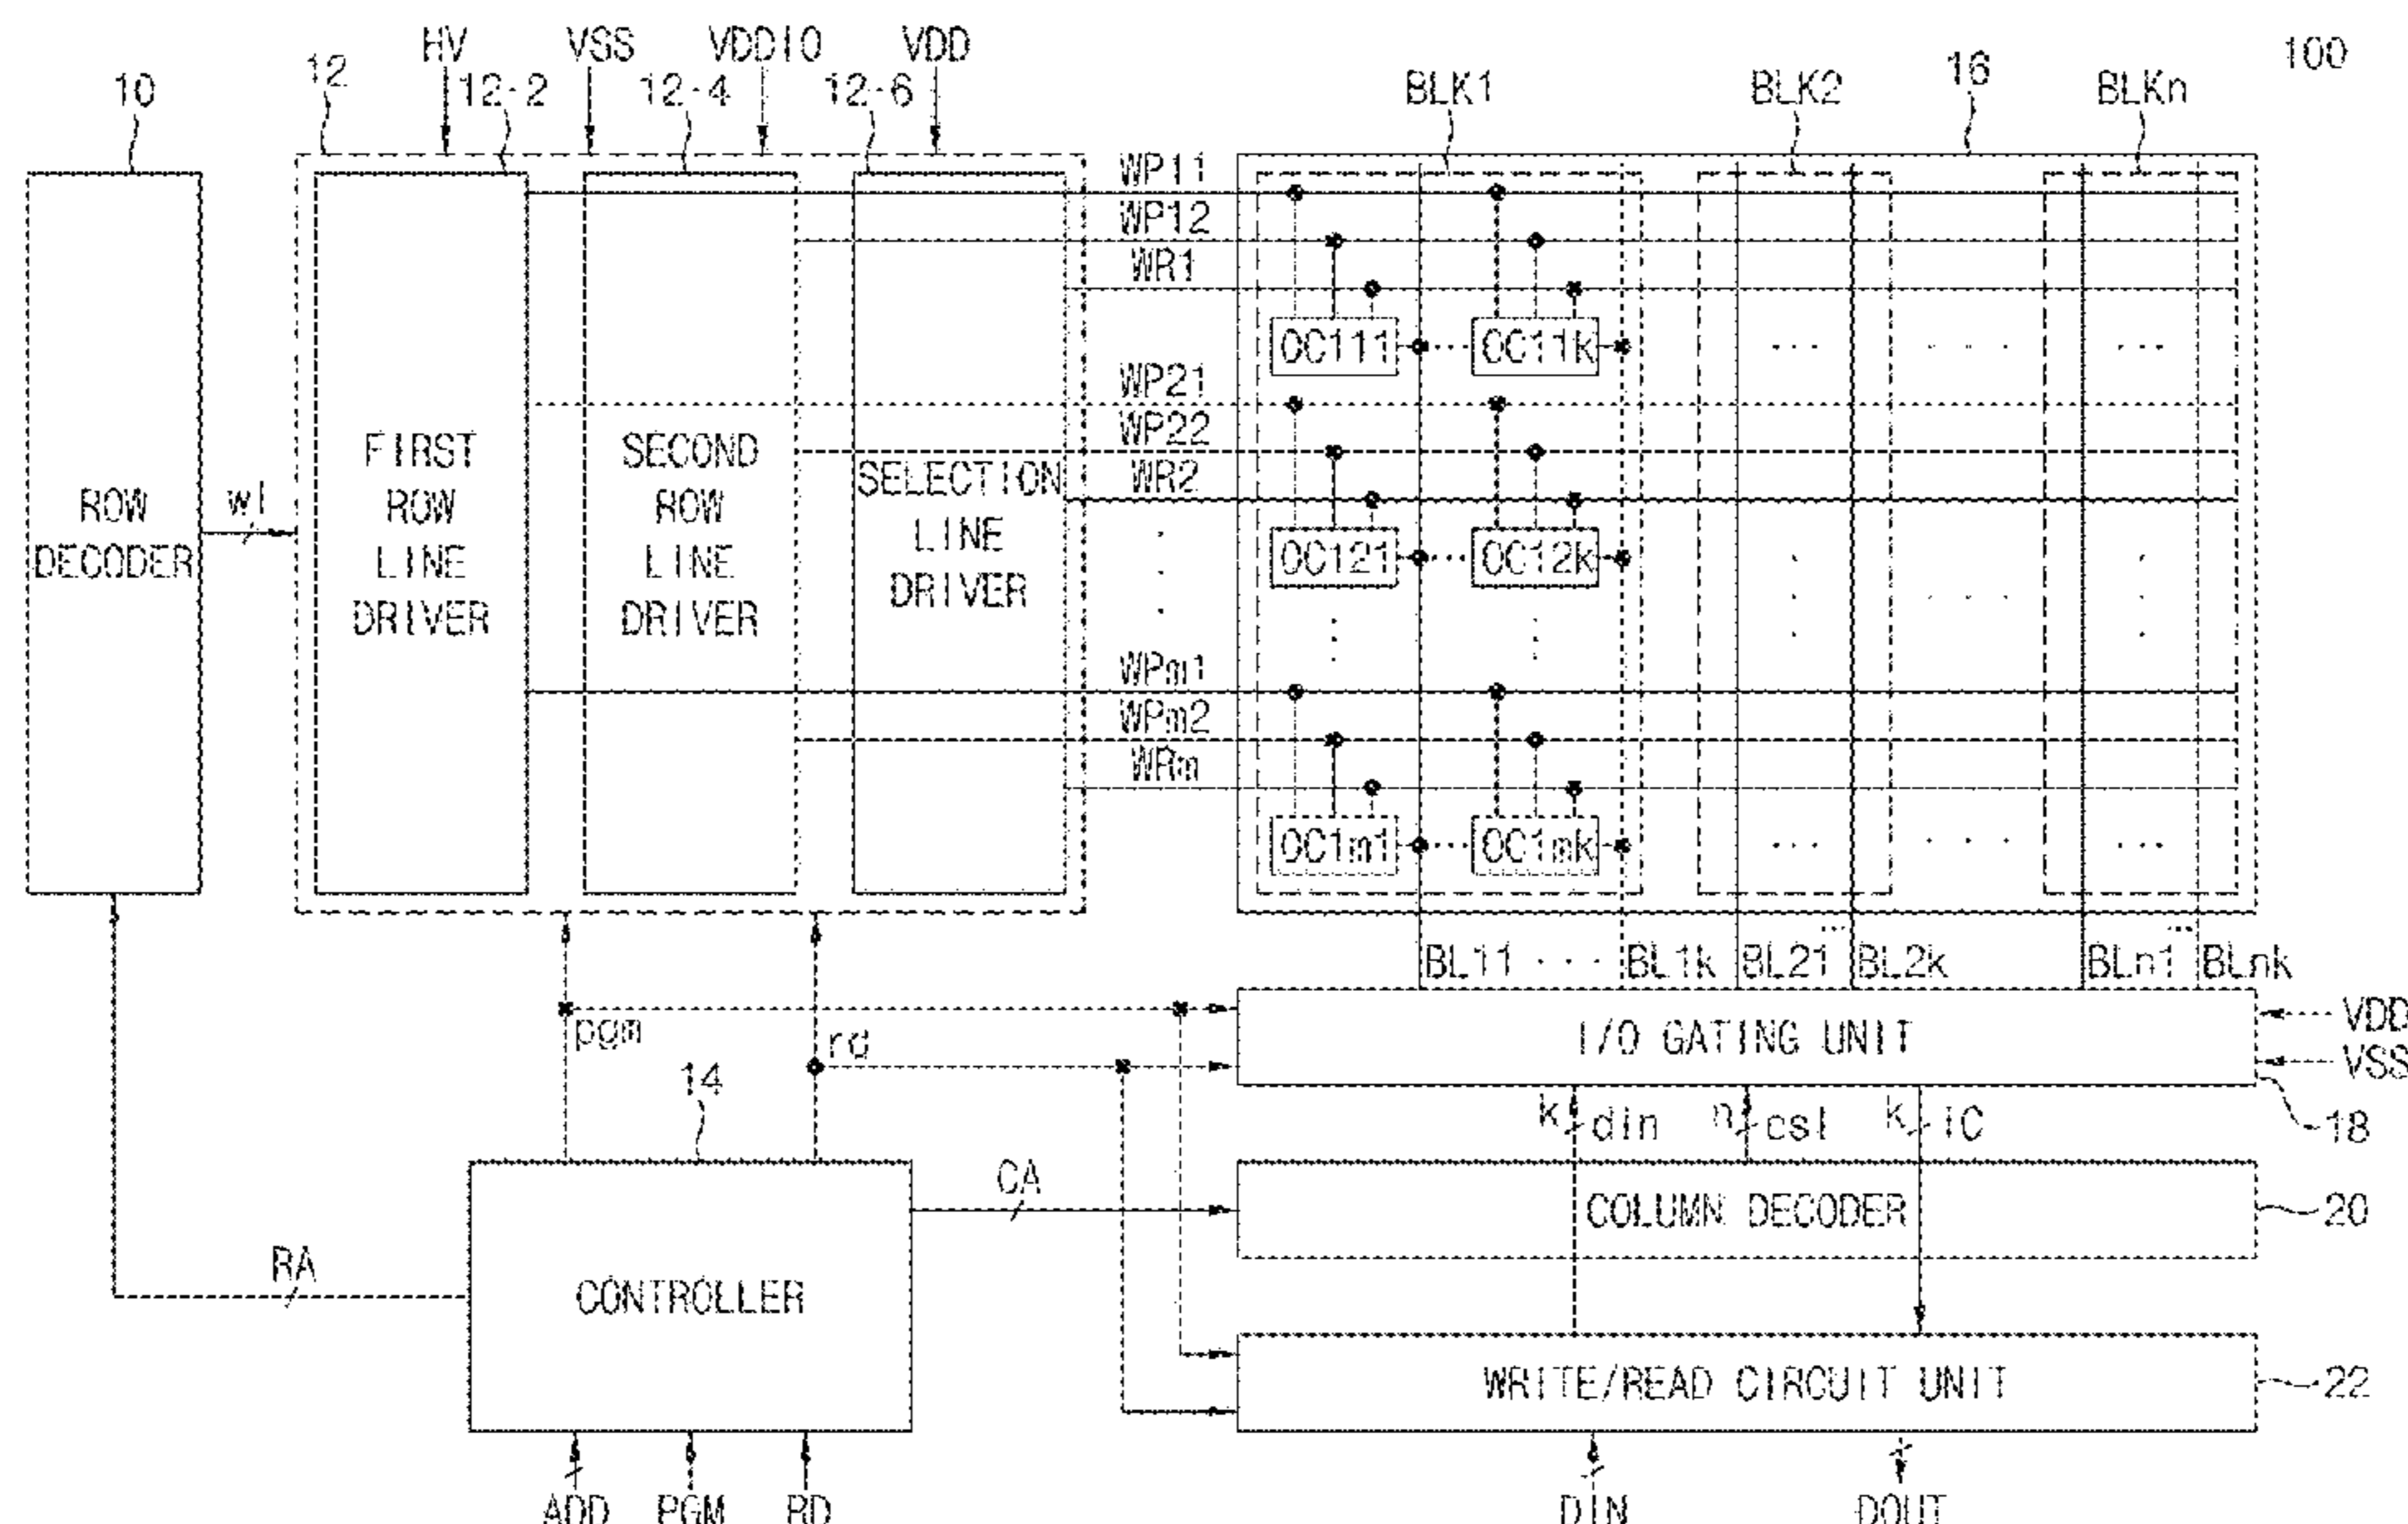 HV VSS VDDIO VDD 100
10 12 12-2 12-4 12-6 BLK1 BLK2 16 BLKn
WP11
WP12
WR1
OC111 ... OC11k ... .... ...
WP21
WP22
WR2
OC121 ... OC12k
WPm1
WPm2
WRm
OC1m1 ... OC1mk ... .... ...
ROW
DECODER
wl
FIRST
ROW
LINE
DRIVER
SECOND
ROW
LINE
DRIVER
SELECTION
LINE
DRIVER
BL11 ... BL1k BL21 ... BL2k BLn1 ... BLnk
pgm
rd
I/O GATING UNIT
VDD
VSS
18
14
k din n csl k IC
CA
COLUMN DECODER
20
RA
CONTROLLER
WRITE/READ CIRCUIT UNIT
22
ADD PGM RD DIN DOUT